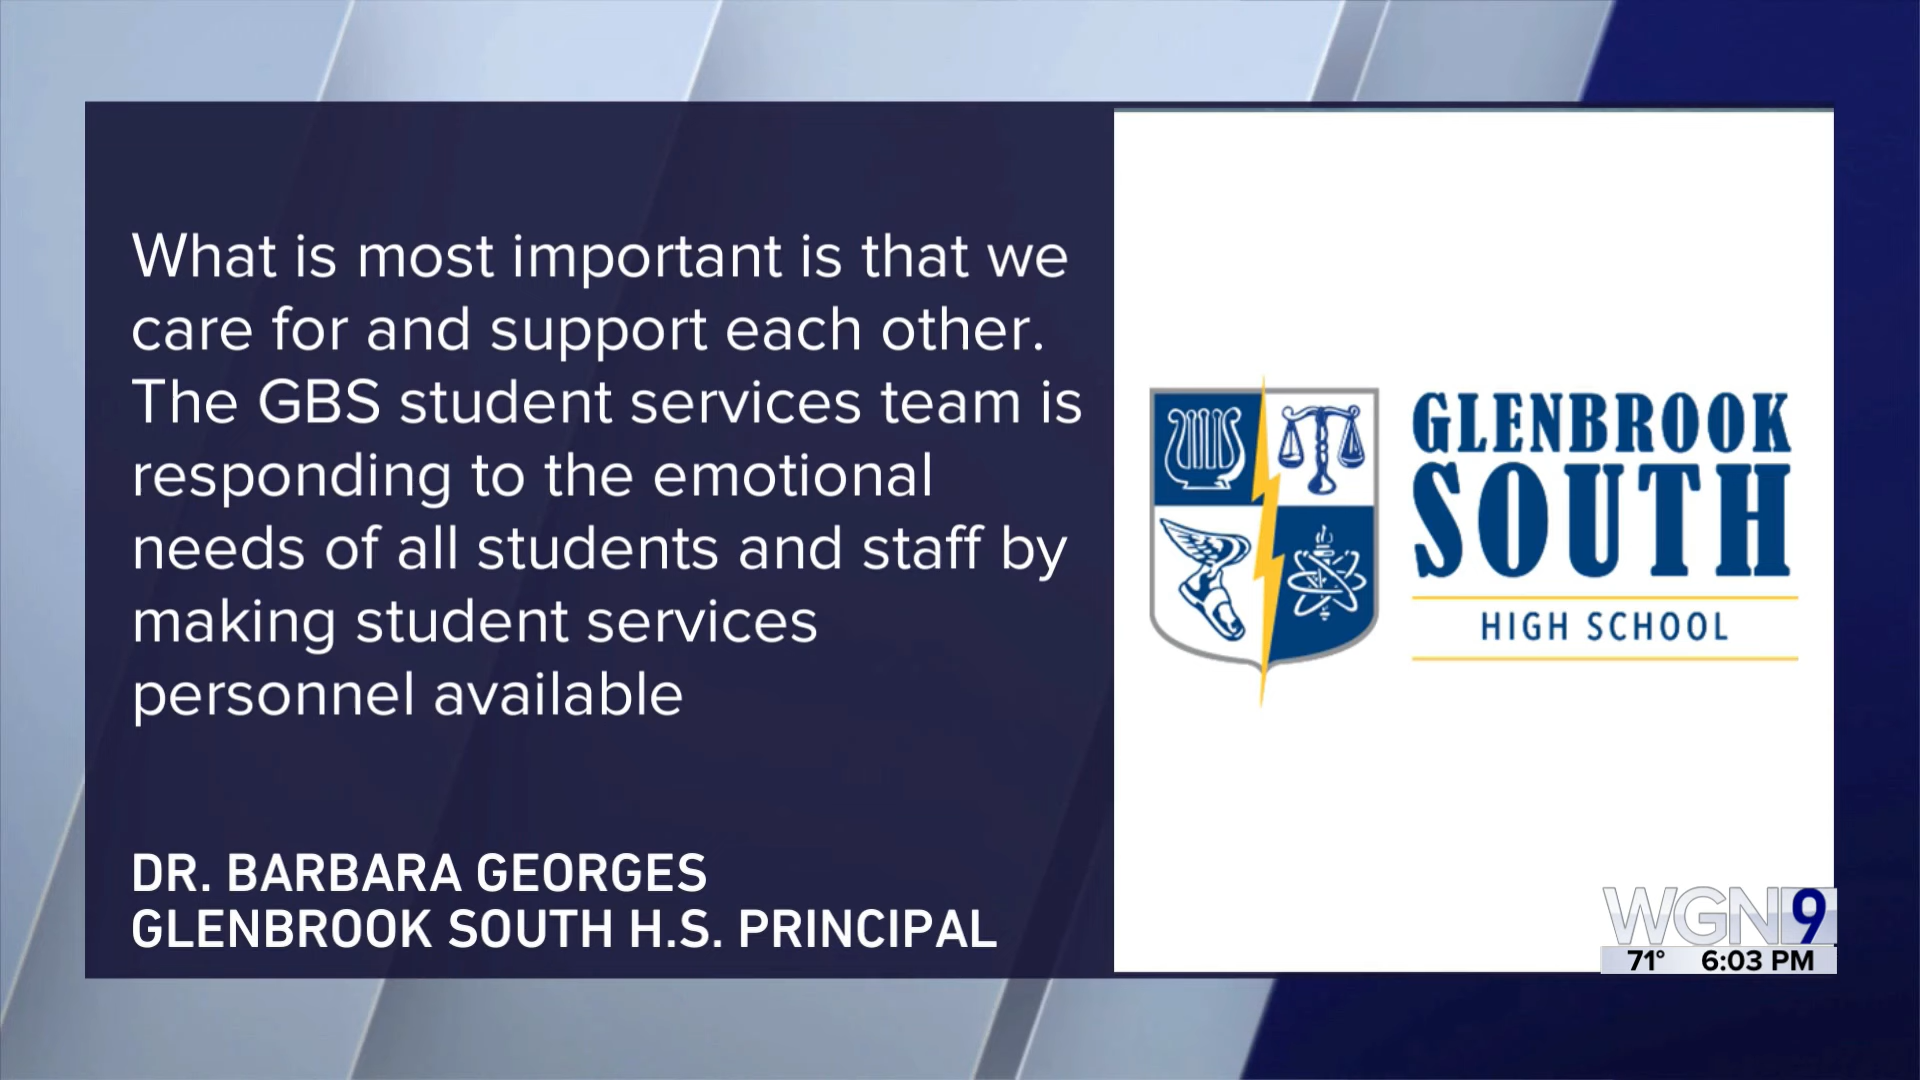 What is most important is that we
care for and support each other.
The GBS student services team is
responding to the emotional
needs of all students and staff by
making student services
personnel available
DR. BARBARA GEORGES
GLENBROOK SOUTH H.S. PRINCIPAL
GLENBROOK
SOUTH
HIGH SCHOOL
WGN 9
71° 6:03 PM